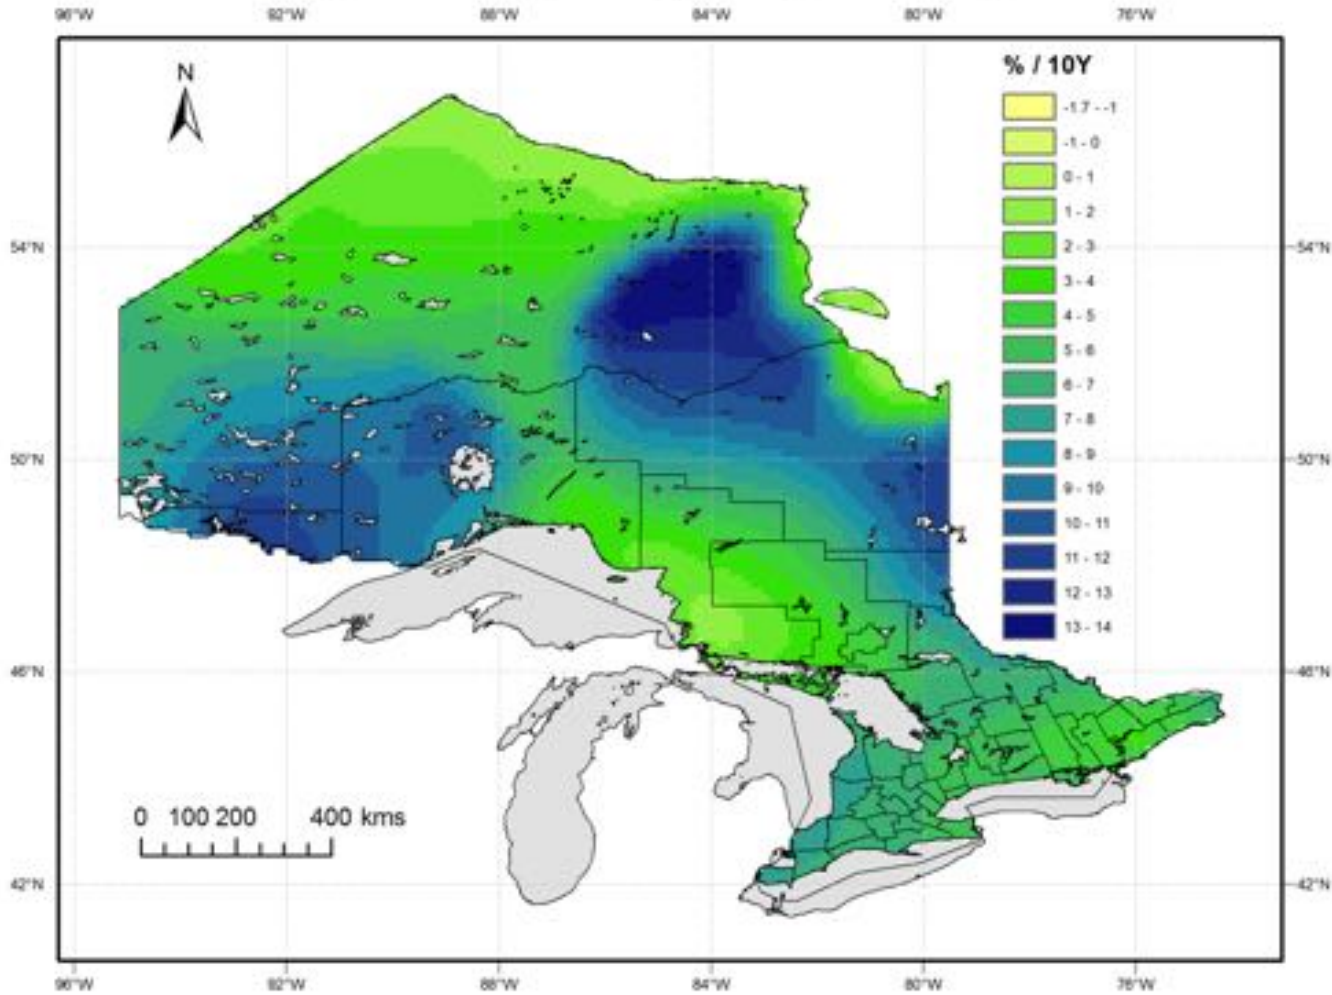 96°W 92°W 88°W 84°W 80°W 76°W
N
% / 10Y
-1.7 - -1
-1 - 0
0 - 1
1 - 2
2 - 3
3 - 4
4 - 5
5 - 6
6 - 7
7 - 8
8 - 9
9 - 10
10 - 11
11 - 12
12 - 13
13 - 14
54°N 54°N
50°N 50°N
46°N 46°N
42°N 42°N
0 100 200 400 kms
96°W 92°W 88°W 84°W 80°W 76°W